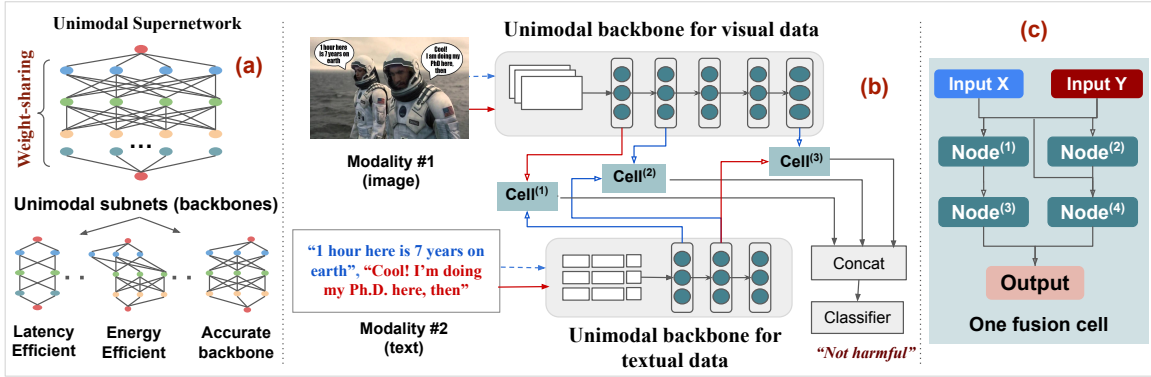 Unimodal Supernetwork
(a)
Weight-sharing
...
Unimodal subnets (backbones)
Latency
Efficient
Energy
Efficient
Accurate
backbone
Unimodal backbone for visual data
1 hour here
is 7 years on
earth
Cool!
I am doing my
PhD here,
then
Modality #1
(image)
(b)
Cell(1)
Cell(2)
Cell(3)
"1 hour here is 7 years on
earth", "Cool! I'm doing
my Ph.D. here, then"
Modality #2
(text)
Unimodal backbone for
textual data
Concat
Classifier
"Not harmful"
(c)
Input X
Input Y
Node(1)
Node(2)
Node(3)
Node(4)
Output
One fusion cell